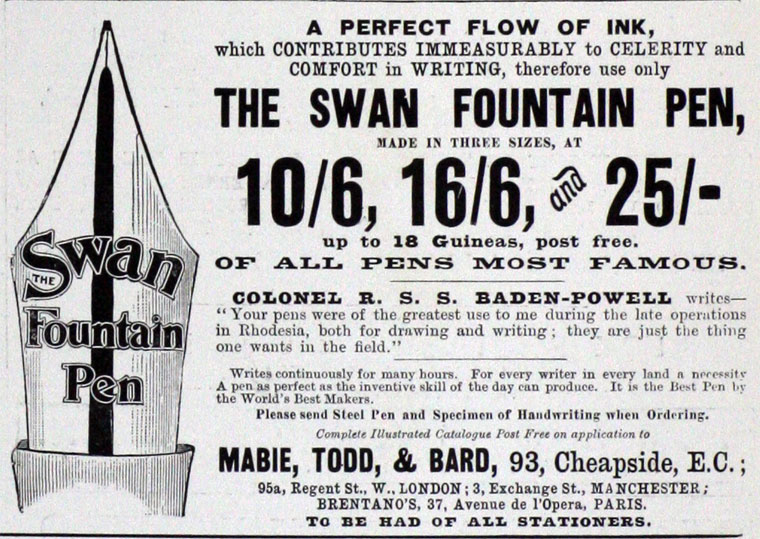 Swan
THE
Fountain
Pen
A PERFECT FLOW OF INK,
which CONTRIBUTES IMMEASURABLY to CELERITY and
COMFORT in WRITING, therefore use only
THE SWAN FOUNTAIN PEN,
MADE IN THREE SIZES, AT
10/6, 16/6, and 25/-
up to 18 Guineas, post free.
OF ALL PENS MOST FAMOUS.
COLONEL R. S. S. BADEN-POWELL writes—
“Your pens were of the greatest use to me during the late operations
in Rhodesia, both for drawing and writing; they are just the thing
one wants in the field.”
Writes continuously for many hours. For every writer in every land a necessity
A pen as perfect as the inventive skill of the day can produce. It is the Best Pen by
the World's Best Makers.
Please send Steel Pen and Specimen of Handwriting when Ordering.
Complete Illustrated Catalogue Post Free on application to
MABIE, TODD, & BARD, 93, Cheapside, E.C.;
95a, Regent St., W., LONDON; 3, Exchange St., MANCHESTER;
BRENTANO'S, 37, Avenue de l'Opera, PARIS.
TO BE HAD OF ALL STATIONERS.